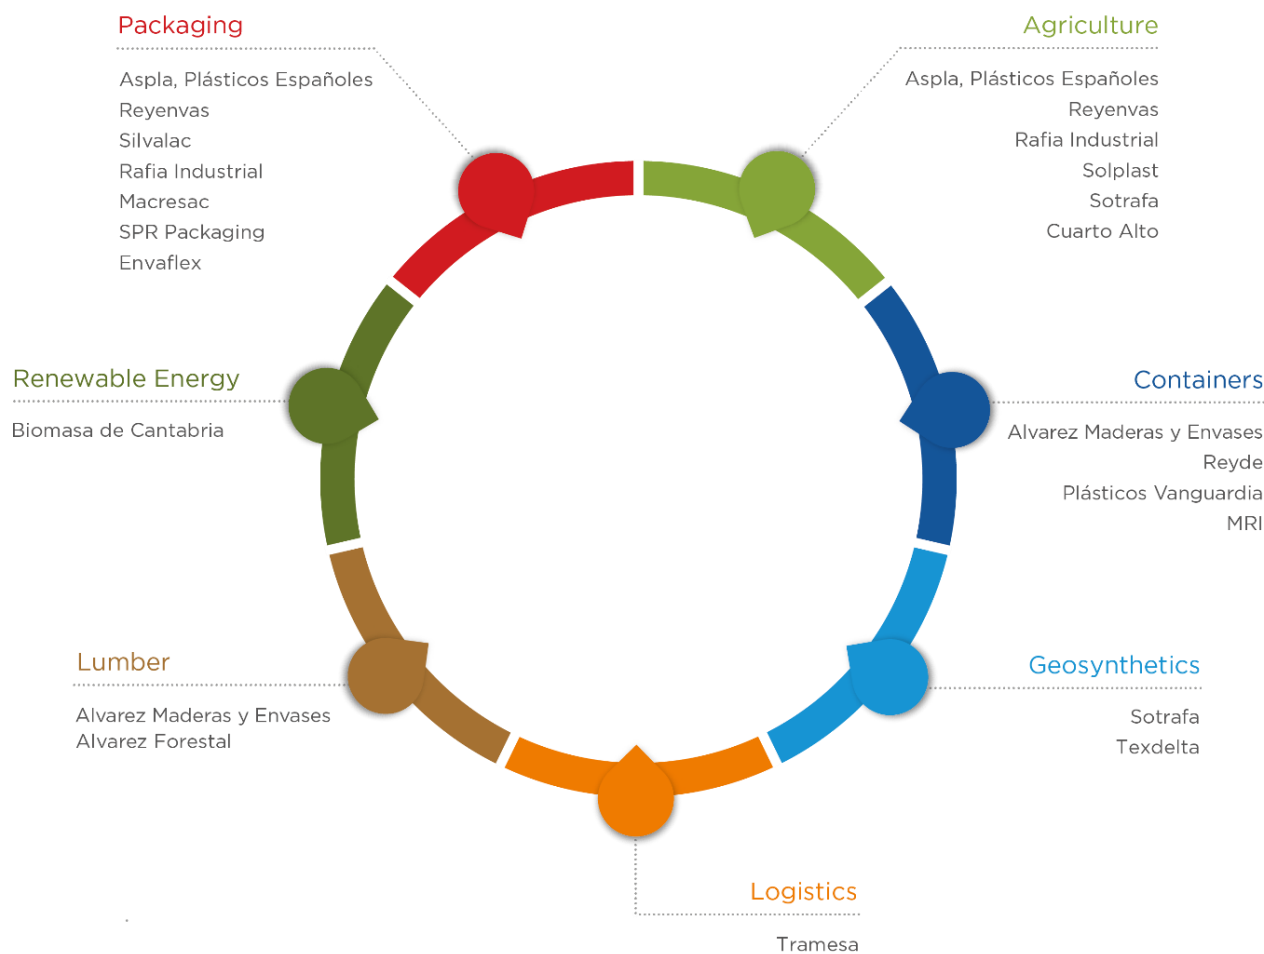 Packaging
Aspla, Plásticos Españoles
Reyenvas
Silvalac
Rafia Industrial
Macresac
SPR Packaging
Envaflex
Agriculture
Aspla, Plásticos Españoles
Reyenvas
Rafia Industrial
Solplast
Sotrafa
Cuarto Alto
Renewable Energy
Biomasa de Cantabria
Containers
Alvarez Maderas y Envases
Reyde
Plásticos Vanguardia
MRI
Lumber
Alvarez Maderas y Envases
Alvarez Forestal
Geosynthetics
Sotrafa
Texdelta
Logistics
Tramesa